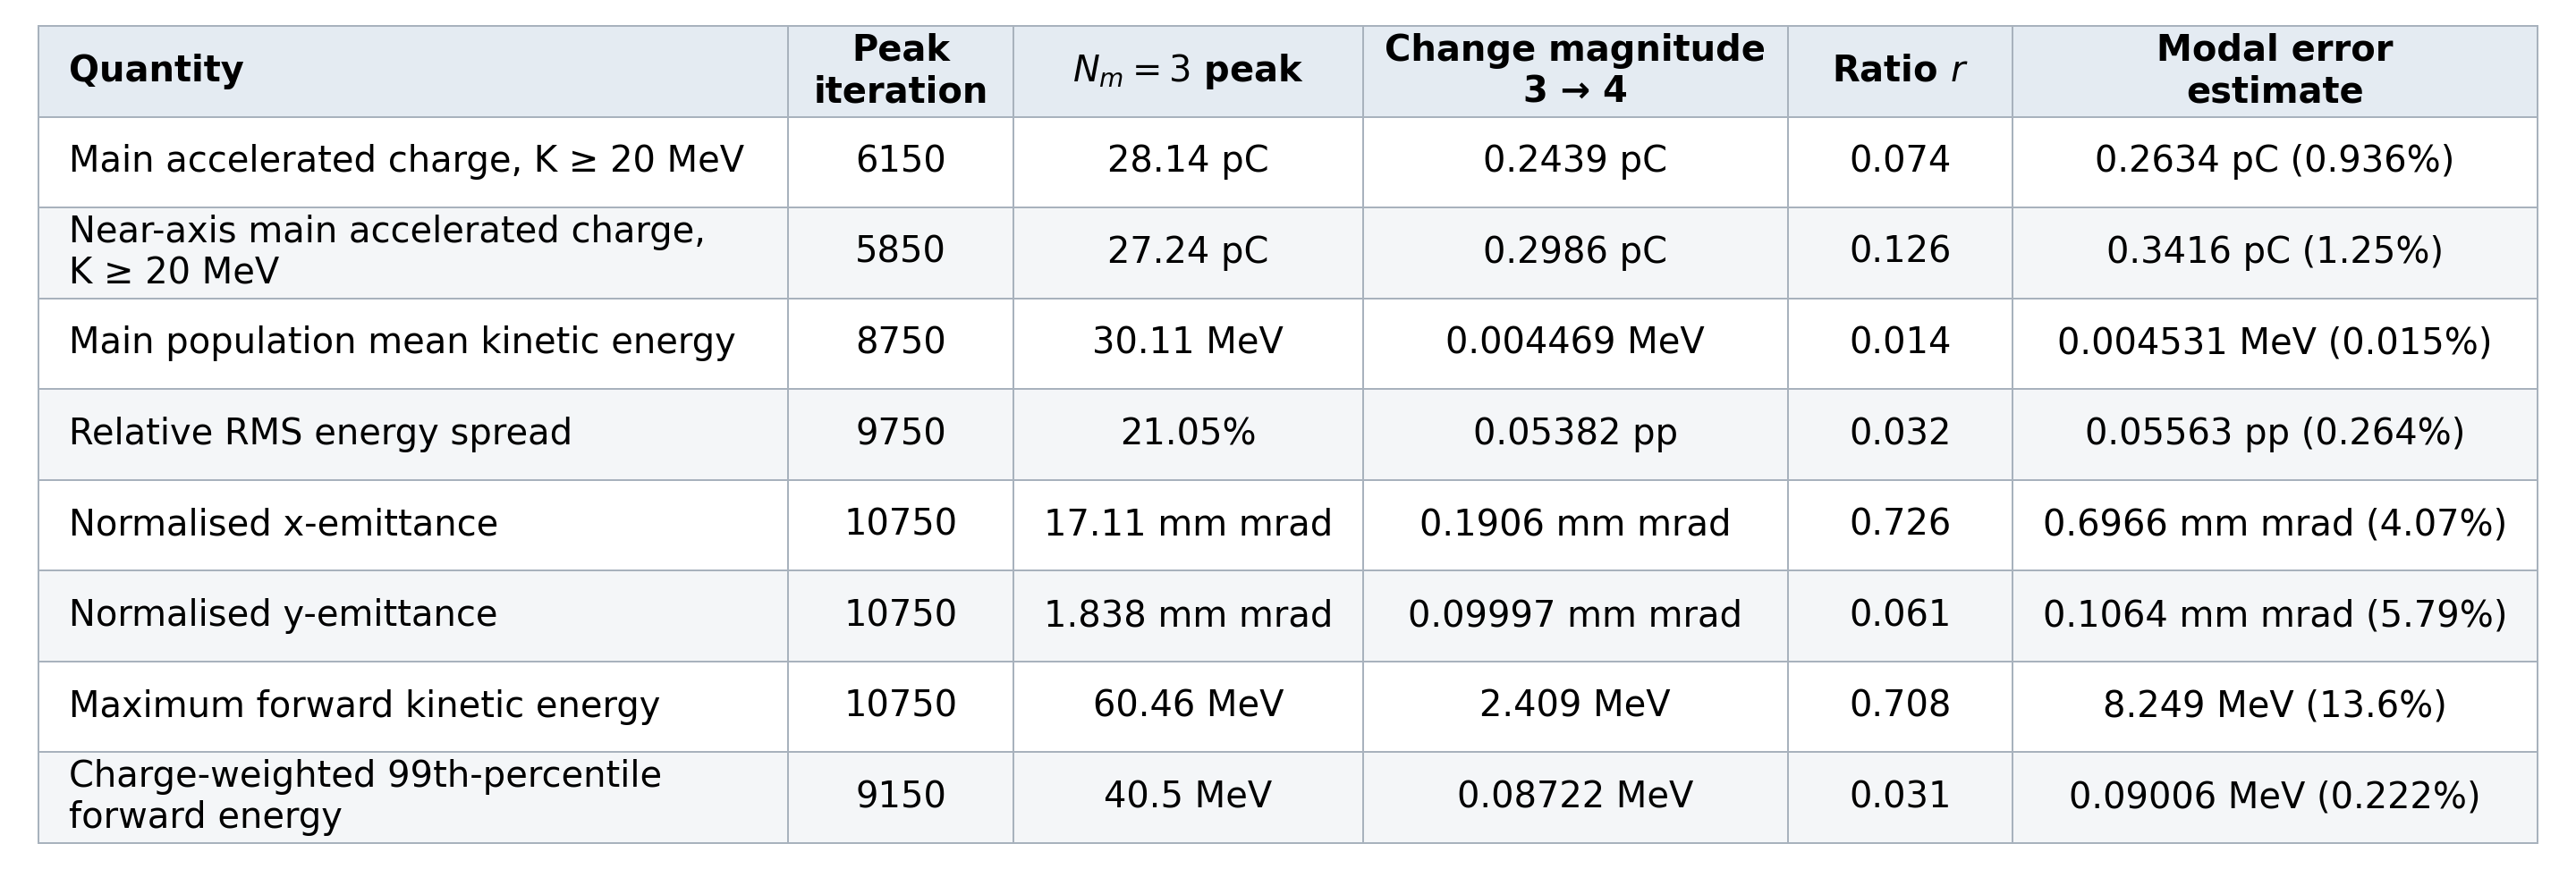 Quantity Peak iteration N_m = 3 peak Change magnitude 3 → 4 Ratio r Modal error estimate
Main accelerated charge, K ≥ 20 MeV 6150 28.14 pC 0.2439 pC 0.074 0.2634 pC (0.936%)
Near-axis main accelerated charge, K ≥ 20 MeV 5850 27.24 pC 0.2986 pC 0.126 0.3416 pC (1.25%)
Main population mean kinetic energy 8750 30.11 MeV 0.004469 MeV 0.014 0.004531 MeV (0.015%)
Relative RMS energy spread 9750 21.05% 0.05382 pp 0.032 0.05563 pp (0.264%)
Normalised x-emittance 10750 17.11 mm mrad 0.1906 mm mrad 0.726 0.6966 mm mrad (4.07%)
Normalised y-emittance 10750 1.838 mm mrad 0.09997 mm mrad 0.061 0.1064 mm mrad (5.79%)
Maximum forward kinetic energy 10750 60.46 MeV 2.409 MeV 0.708 8.249 MeV (13.6%)
Charge-weighted 99th-percentile forward energy 9150 40.5 MeV 0.08722 MeV 0.031 0.09006 MeV (0.222%)